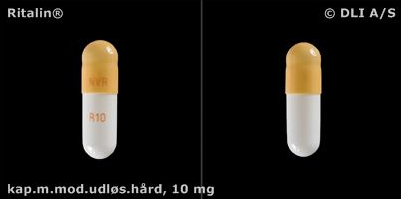 Ritalin®
© DLI A/S
NVR
R10
kap.m.mod.udløs.hård, 10 mg